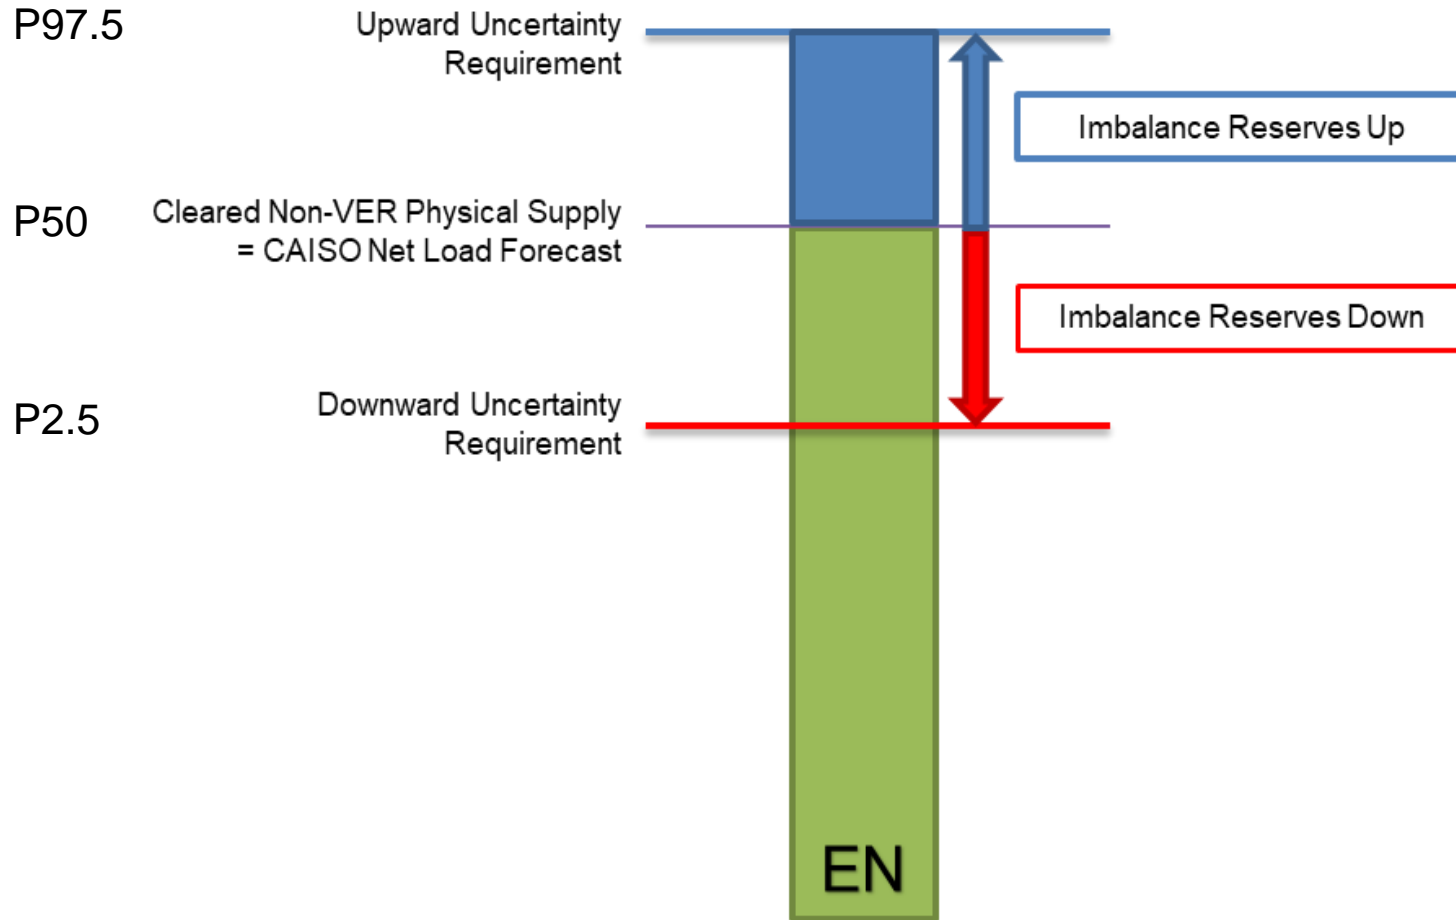 P97.5
Upward Uncertainty
Requirement
Imbalance Reserves Up
P50
Cleared Non-VER Physical Supply
= CAISO Net Load Forecast
Imbalance Reserves Down
P2.5
Downward Uncertainty
Requirement
EN